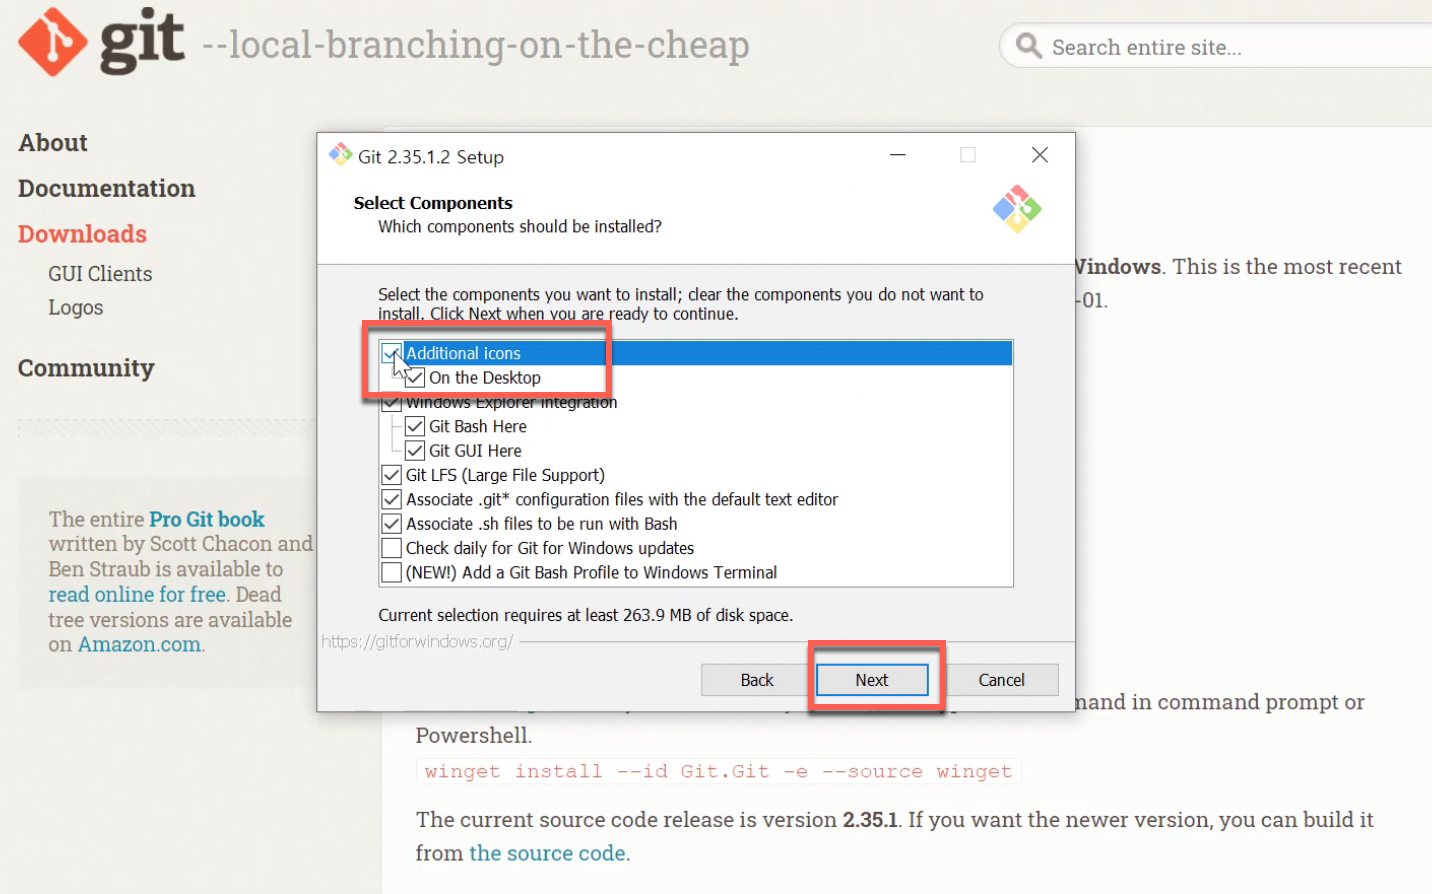 git --local-branching-on-the-cheap
Search entire site...
About
Documentation
Downloads
GUI Clients
Logos
Community
The entire Pro Git book
written by Scott Chacon and
Ben Straub is available to
read online for free. Dead
tree versions are available
on Amazon.com.
Git 2.35.1.2 Setup
Select Components
Which components should be installed?
Select the components you want to install; clear the components you do not want to
install. Click Next when you are ready to continue.
Additional icons
On the Desktop
Windows Explorer integration
Git Bash Here
Git GUI Here
Git LFS (Large File Support)
Associate .git* configuration files with the default text editor
Associate .sh files to be run with Bash
Check daily for Git for Windows updates
(NEW!) Add a Git Bash Profile to Windows Terminal
Current selection requires at least 263.9 MB of disk space.
https://gitforwindows.org/
Back
Next
Cancel
Windows. This is the most recent
-01.
mand in command prompt or
Powershell.
winget install --id Git.Git -e --source winget
The current source code release is version 2.35.1. If you want the newer version, you can build it
from the source code.